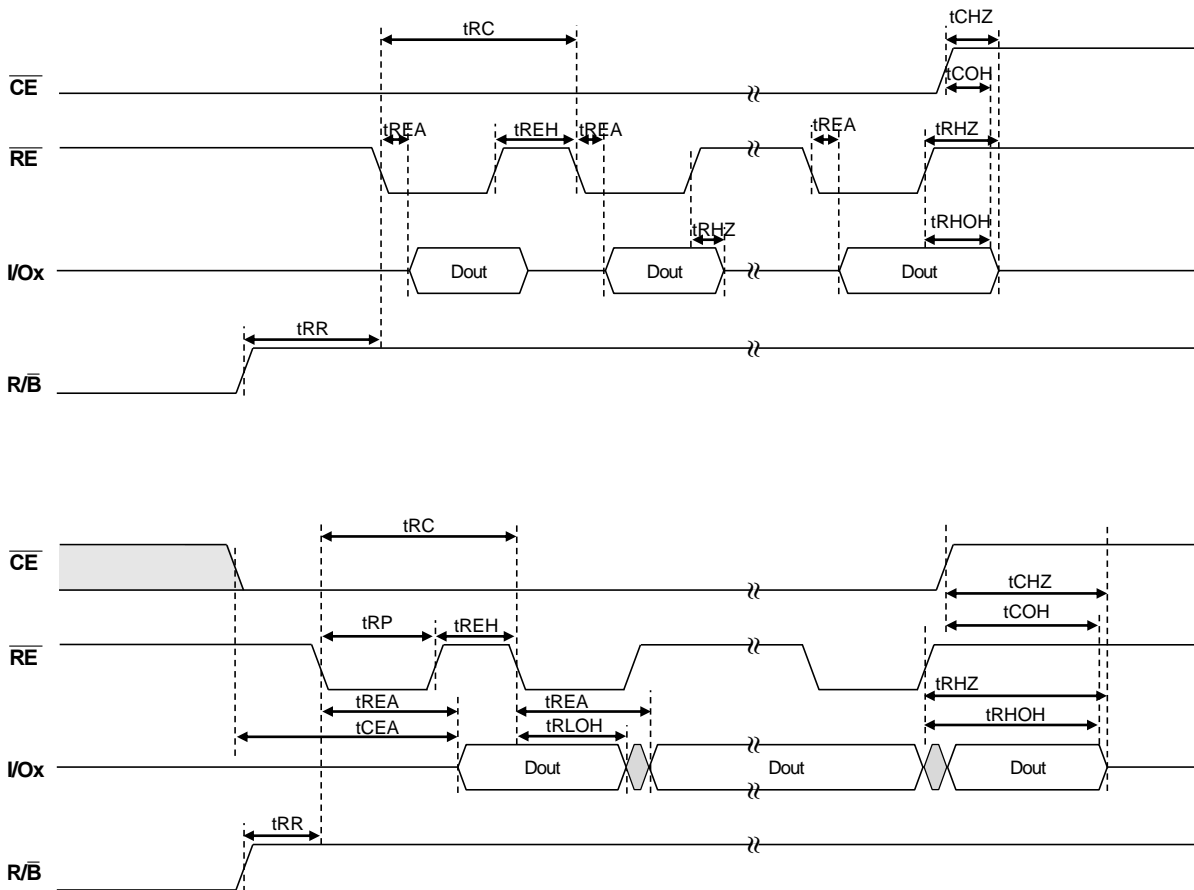 tCHZ
tRC
CE
tCOH
tREA tREH tREA tREA tRHZ
RE
tRHZ tRHOH
I/Ox Dout Dout Dout
tRR
R/B
tRC
CE
tCHZ
tRP tREH tCOH
RE
tREA tREA tRHZ
tCEA tRLOH tRHOH
I/Ox Dout Dout Dout
tRR
R/B